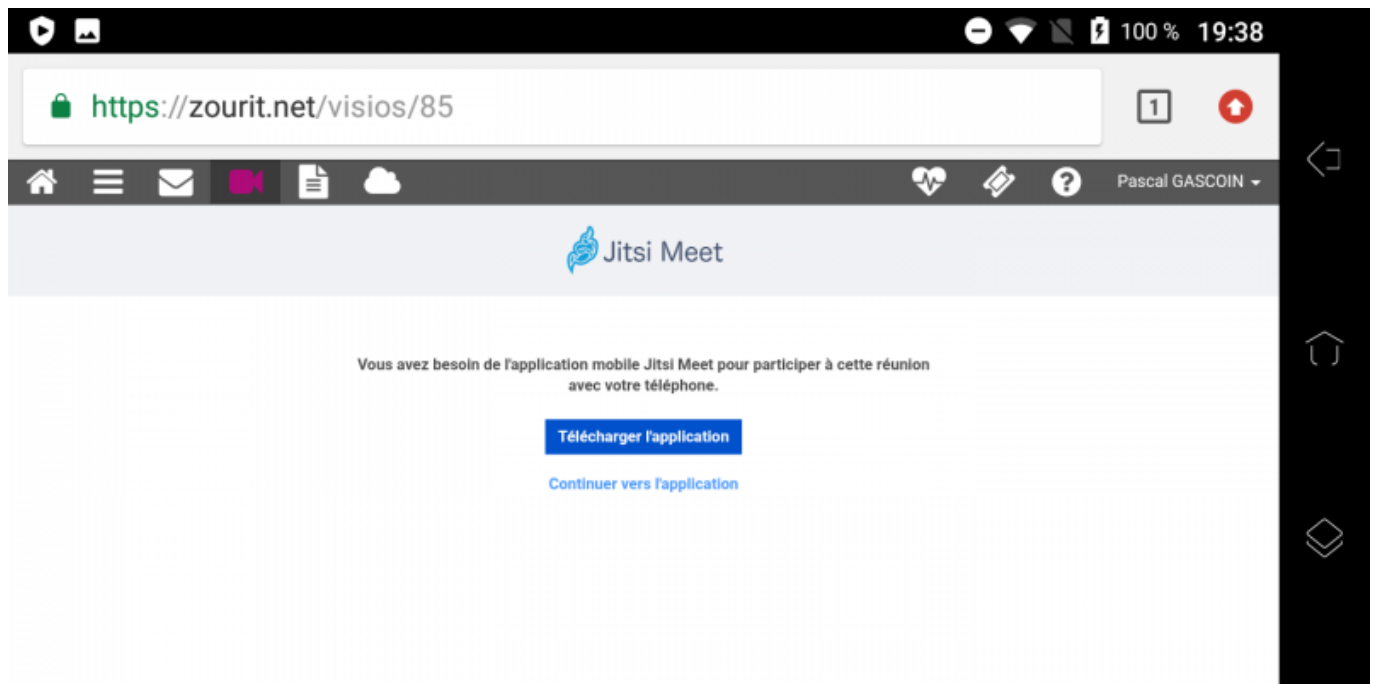 100 % 19:38
https://zourit.net/visios/85
1
Pascal GASCOIN
Jitsi Meet
Vous avez besoin de l'application mobile Jitsi Meet pour participer à cette réunion
avec votre téléphone.
Télécharger l'application
Continuer vers l'application